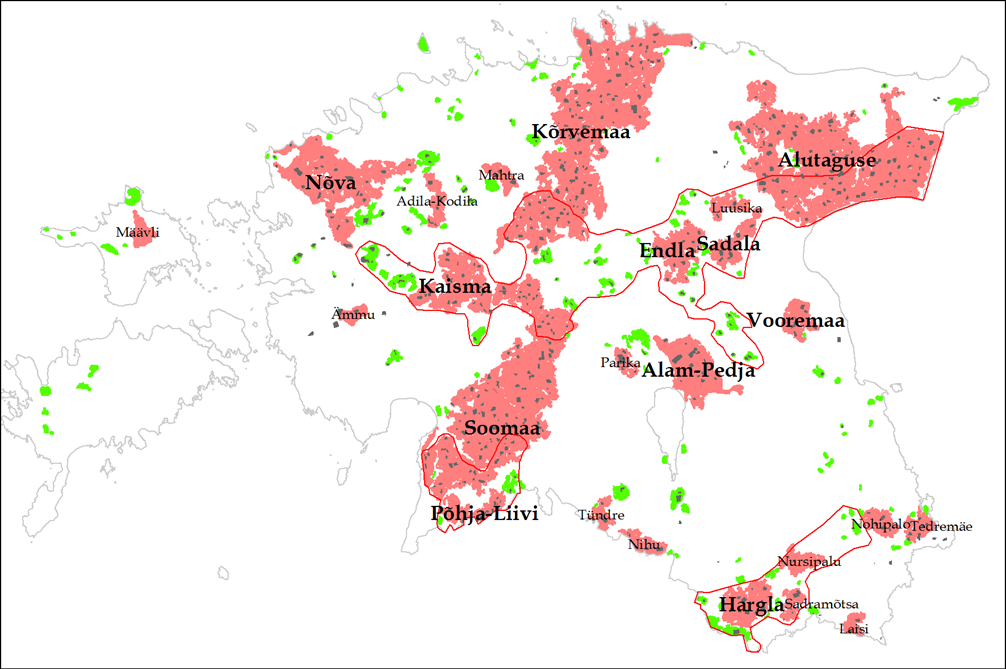 Kõrvemaa
Alutaguse
Mahtra
Nõva
Adila-Kodila
Luusika
Määvli
Endla
Sadala
Kaisma
Ämmu
Vooremaa
Parika
Alam-Pedja
Soomaa
Põhja-Liivi
Tündre
Nohipalo
Tedremäe
Nihu
Nursipalu
Hargla
Sadramõtsa
Laisi